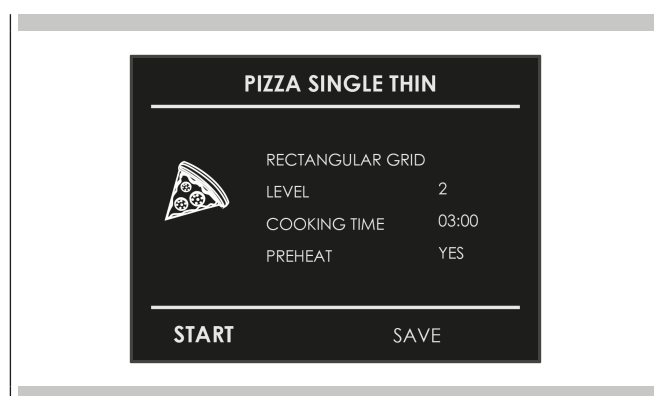 PIZZA SINGLE THIN
RECTANGULAR GRID
LEVEL 2
COOKING TIME 03:00
PREHEAT YES
START SAVE